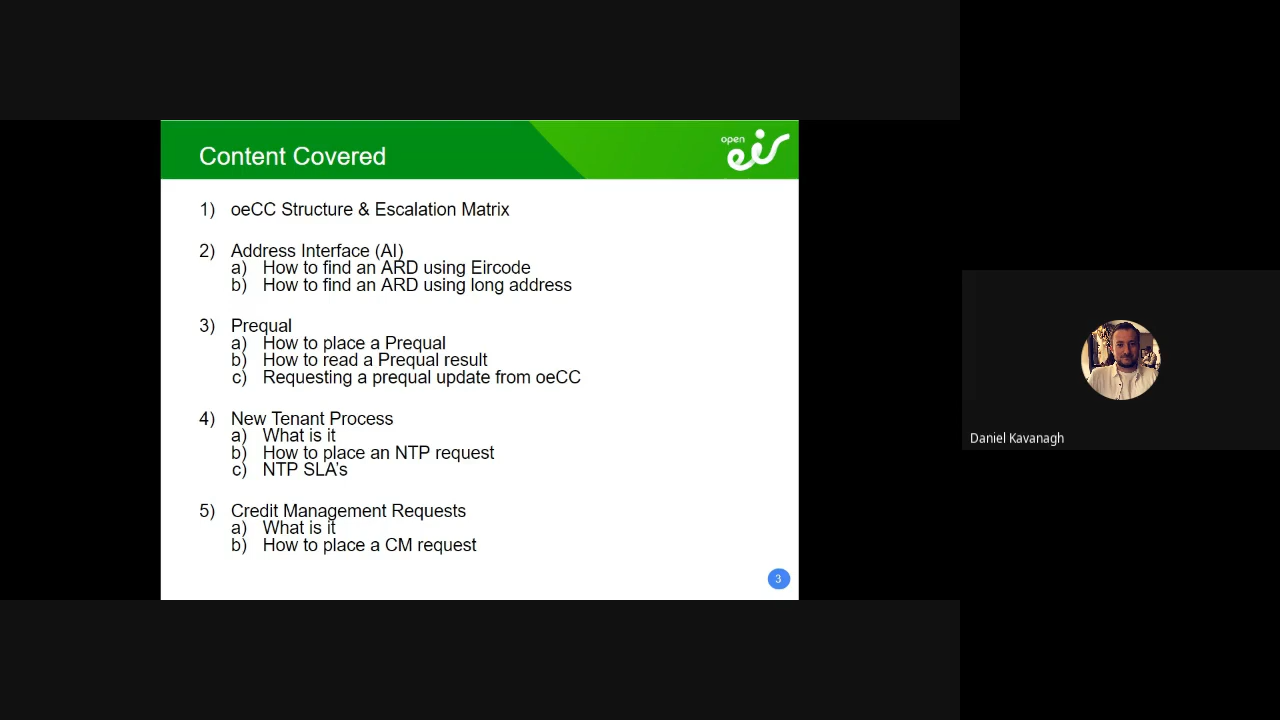 Content Covered
open
eir
1) oeCC Structure & Escalation Matrix
2) Address Interface (AI)
a) How to find an ARD using Eircode
b) How to find an ARD using long address
3) Prequal
a) How to place a Prequal
b) How to read a Prequal result
c) Requesting a prequal update from oeCC
4) New Tenant Process
a) What is it
b) How to place an NTP request
c) NTP SLA's
5) Credit Management Requests
a) What is it
b) How to place a CM request
3
Daniel Kavanagh